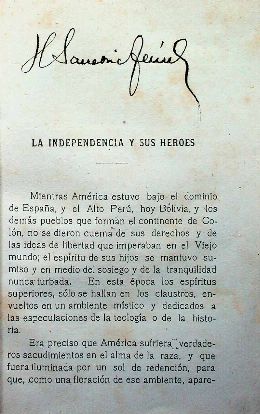 LA INDEPENDENCIA Y SUS HEROES
Mientras América estuvo bajo el dominio
de España, y el Alto Perú, hoy Bolivia, y los
demás pueblos que forman el continente de Co-
lón, no se dieron cuenta de sus derechos y de
las ideas de libertad que imperaban en el Viejo
mundo; el espíritu de sus hijos se mantuvo su-
miso y en medio del sosiego y de la tranquilidad
nunca turbada. En esta época los espíritus
superiores, sólo se hallan en los claustros, en-
vueltos en un ambiente místico y dedicados a
las especulaciones de la teología o de la histo-
ria.
Era preciso que América sufriera verdade-
ros sacudimientos en el alma de la raza, y que
fuera iluminada por un sol de redención, para
que, como una floración de ese ambiente, apare-